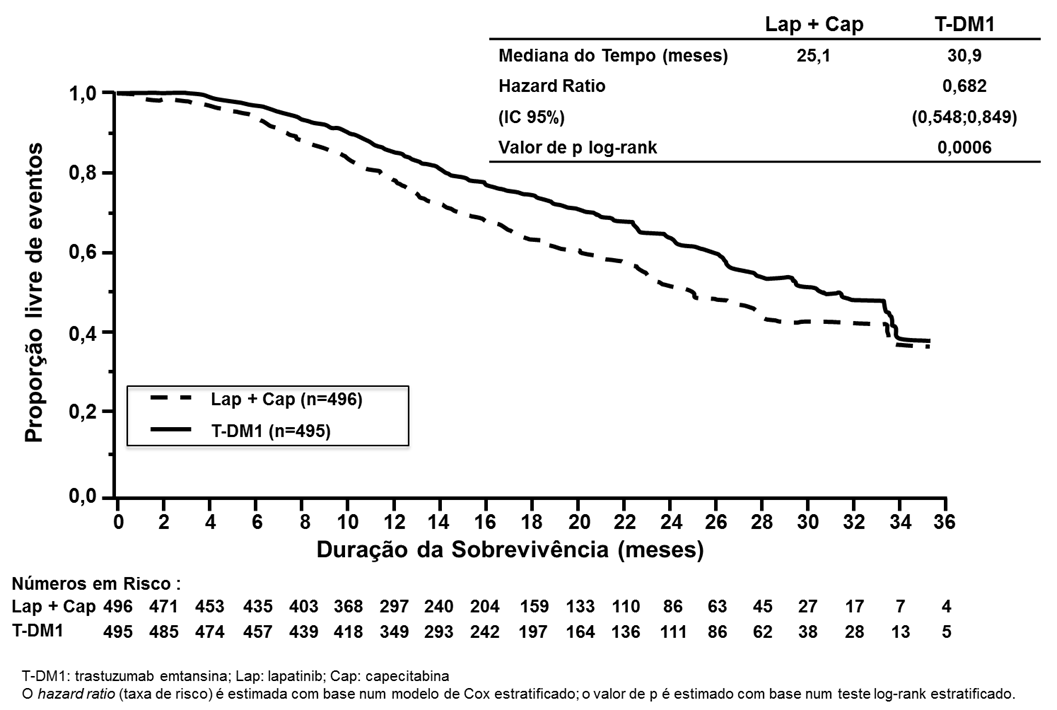 Lap + Cap T-DM1
Mediana do Tempo (meses) 25,1 30,9
Hazard Ratio 0,682
(IC 95%) (0,548;0,849)
Valor de p log-rank 0,0006
Proporção livre de eventos
1,0
0,8
0,6
0,4
0,2
0,0
Lap + Cap (n=496)
T-DM1 (n=495)
0 2 4 6 8 10 12 14 16 18 20 22 24 26 28 30 32 34 36
Duração da Sobrevivência (meses)
Números em Risco :
Lap + Cap 496 471 453 435 403 368 297 240 204 159 133 110 86 63 45 27 17 7 4
T-DM1 495 485 474 457 439 418 349 293 242 197 164 136 111 86 62 38 28 13 5
T-DM1: trastuzumab emtansina; Lap: lapatinib; Cap: capecitabina
O hazard ratio (taxa de risco) é estimada com base num modelo de Cox estratificado; o valor de p é estimado com base num teste log-rank estratificado.